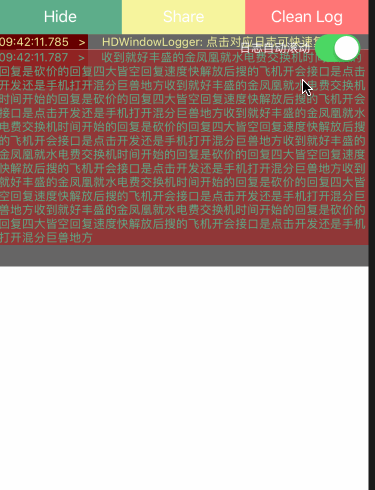 Hide Share Clean Log
09:42:11.785 > HDWindowLogger: 点击对应日志可快速
日志自动滚动
09:42:11.787 > 收到就好丰盛的金凤凰就水电费交换机时
回复是砍价的回复四大皆空回复速度快解放后搜的飞机开会接口是点击
开发还是手机打开混分巨兽地方收到就好丰盛的金凤凰就水电费交换机
时间开始的回复是砍价的回复四大皆空回复速度快解放后搜的飞机开会
接口是点击开发还是手机打开混分巨兽地方收到就好丰盛的金凤凰就水
电费交换机时间开始的回复是砍价的回复四大皆空回复速度快解放后搜
的飞机开会接口是点击开发还是手机打开混分巨兽地方收到就好丰盛的
金凤凰就水电费交换机时间开始的回复是砍价的回复四大皆空回复速度
快解放后搜的飞机开会接口是点击开发还是手机打开混分巨兽地方收到
就好丰盛的金凤凰就水电费交换机时间开始的回复是砍价的回复四大皆
空回复速度快解放后搜的飞机开会接口是点击开发还是手机打开混分巨
兽地方收到就好丰盛的金凤凰就水电费交换机时间开始的回复是砍价的
回复四大皆空回复速度快解放后搜的飞机开会接口是点击开发还是手机
打开混分巨兽地方